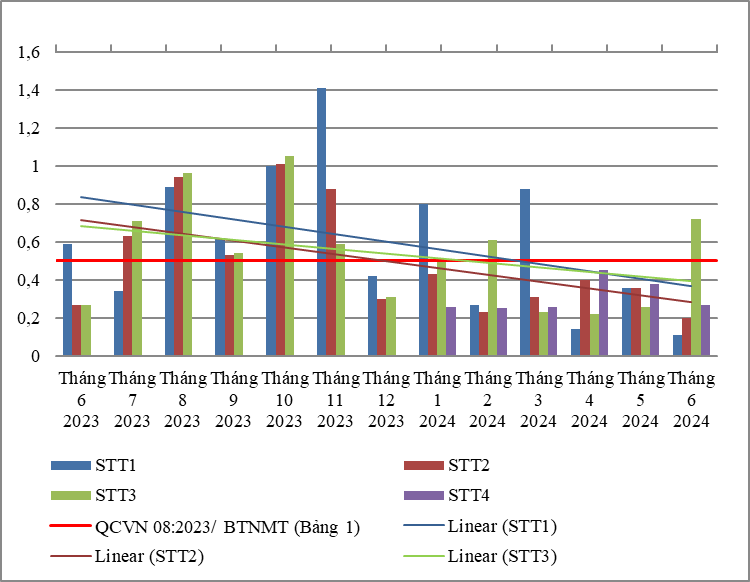 1,6
1,4
1,2
1
0,8
0,6
0,4
0,2
0
Tháng Tháng Tháng Tháng Tháng Tháng Tháng Tháng Tháng Tháng Tháng Tháng Tháng
6 7 8 9 10 11 12 1 2 3 4 5 6
2023 2023 2023 2023 2023 2023 2023 2024 2024 2024 2024 2024 2024
STT1 STT2
STT3 STT4
QCVN 08:2023/ BTNMT (Bảng 1) Linear (STT1)
Linear (STT2) Linear (STT3)